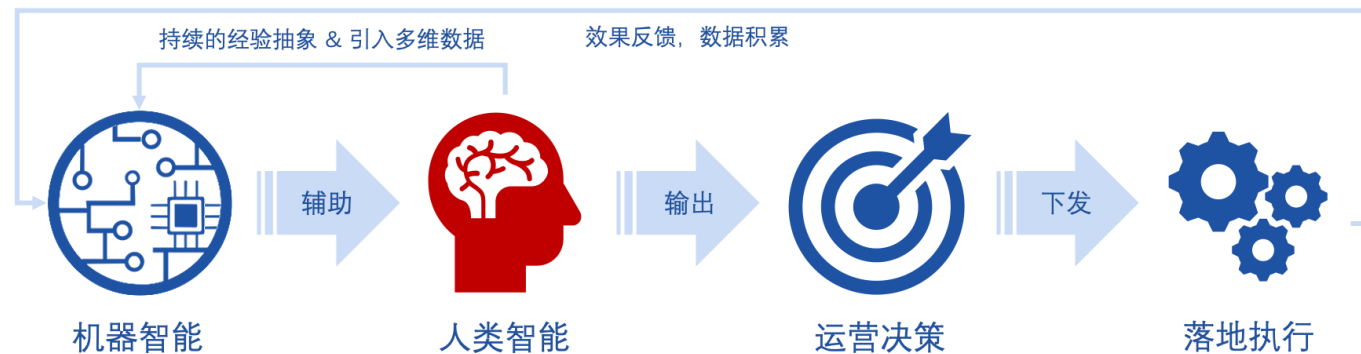 持续的经验抽象 & 引入多维数据
效果反馈，数据积累
辅助
输出
下发
机器智能
人类智能
运营决策
落地执行